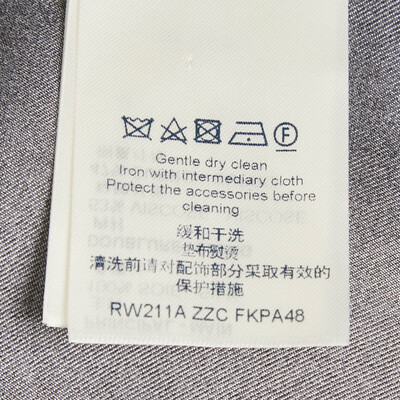 F
Gentle dry clean
Iron with intermediary cloth
Protect the accessories before
cleaning
缓和干洗
垫布熨烫
清洗前请对配饰部分采取有效的
保护措施
RW211A ZZC FKPA48